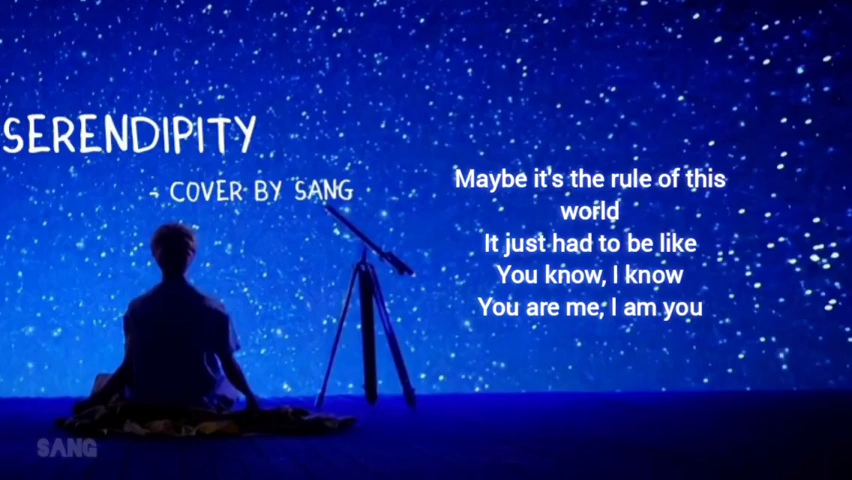 SERENDIPITY
- COVER BY SANG
Maybe it's the rule of this
world
It just had to be like
You know, I know
You are me, I am you
SANG